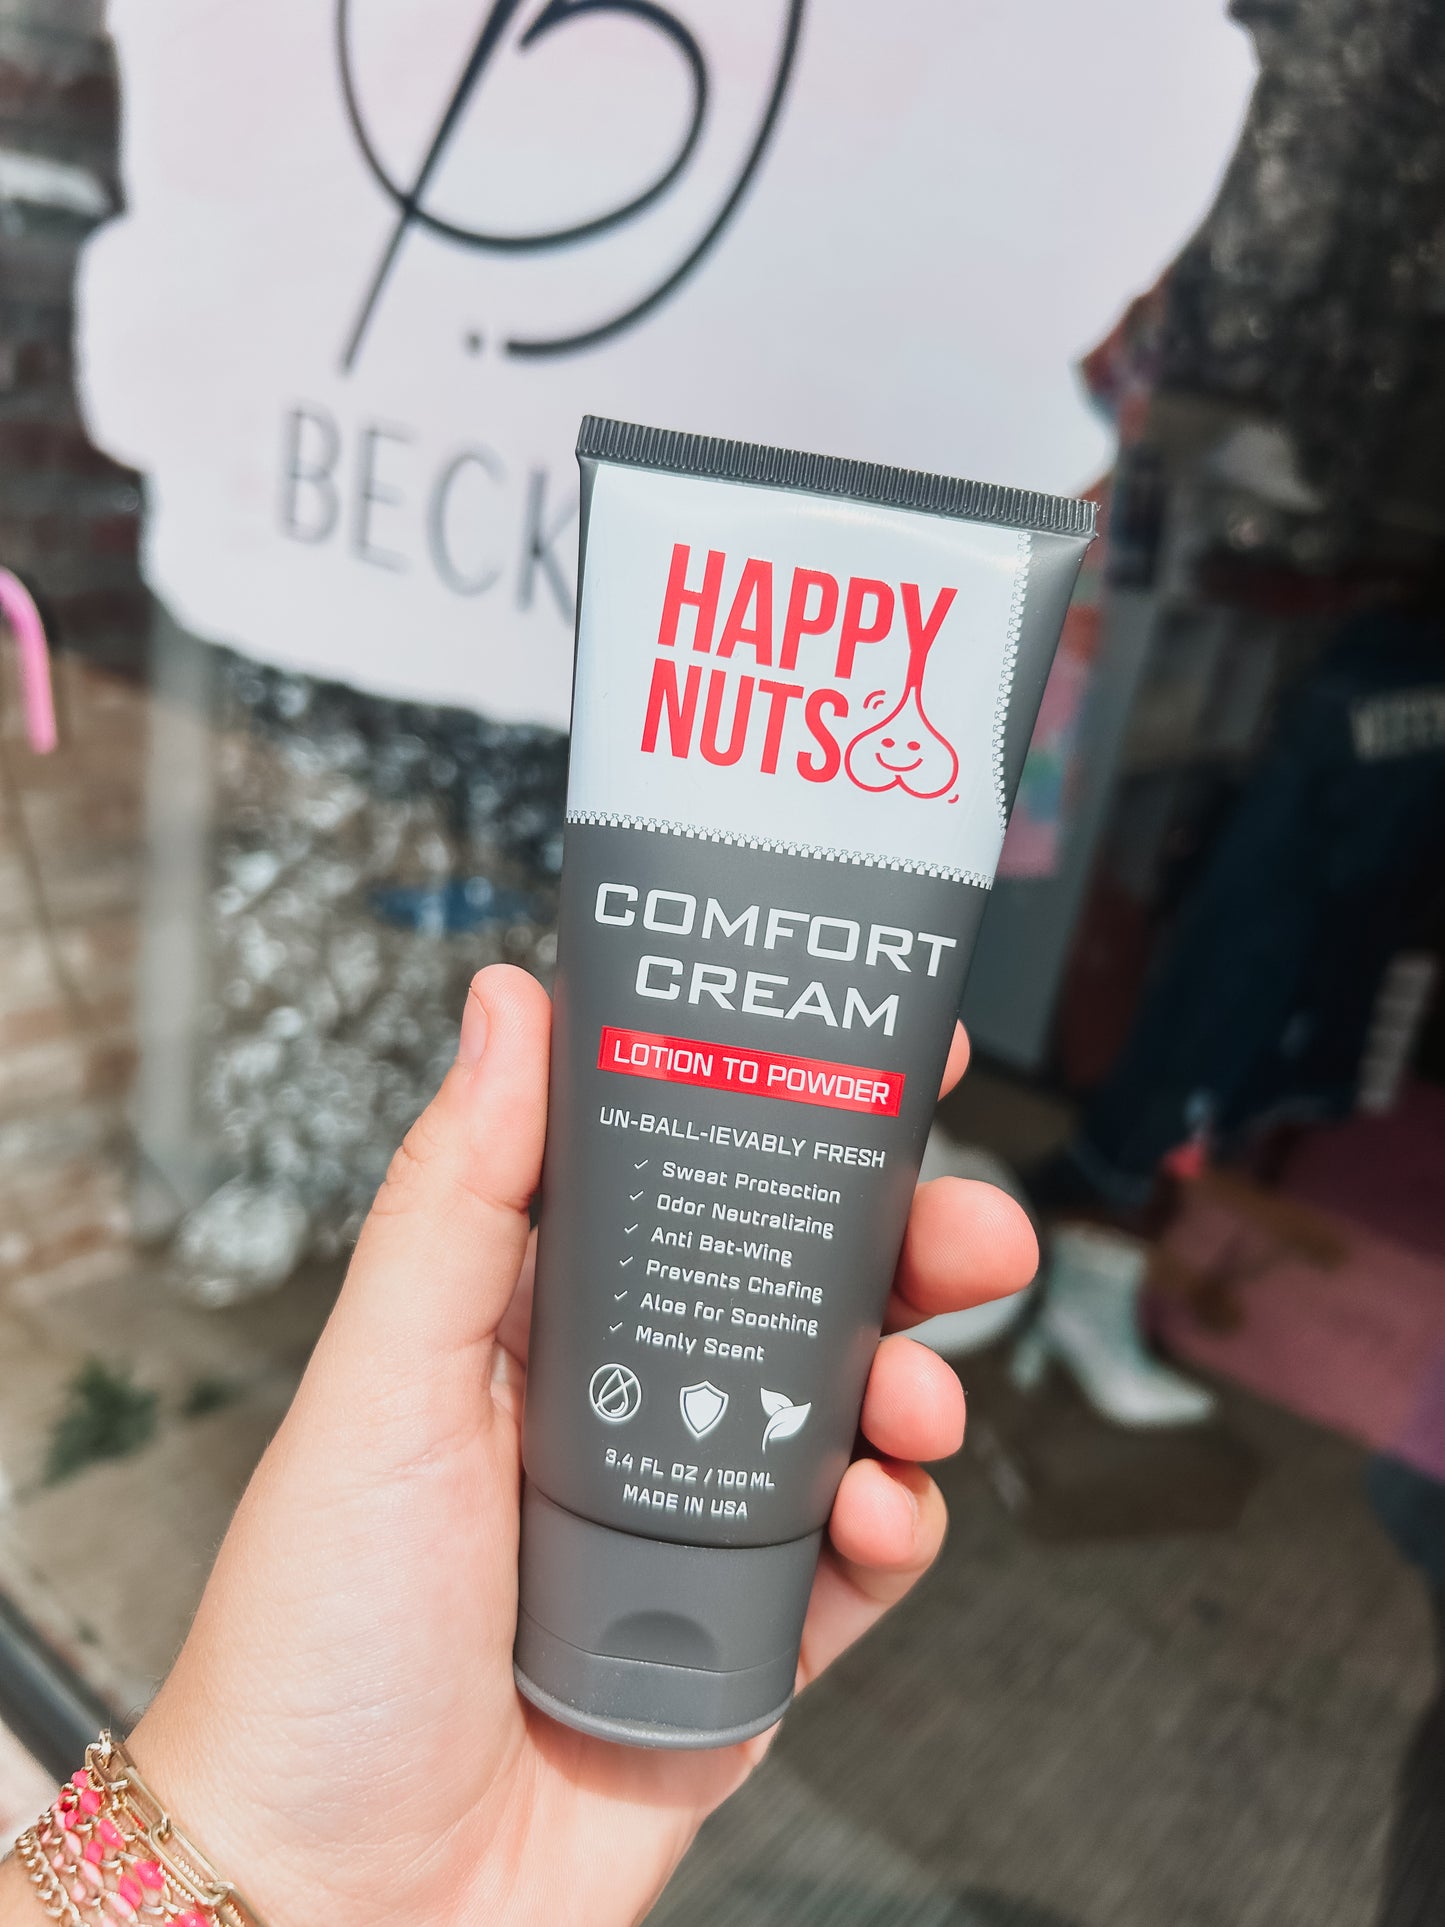 BECK
HAPPY
NUTS
COMFORT
CREAM
LOTION TO POWDER
UN-BALL-IEVABLY FRESH
✓ Sweat Protection
✓ Odor Neutralizing
✓ Anti Bat-Wing
✓ Prevents Chafing
✓ Aloe for Soothing
✓ Manly Scent
3.4 FL OZ / 100 ML
MADE IN USA